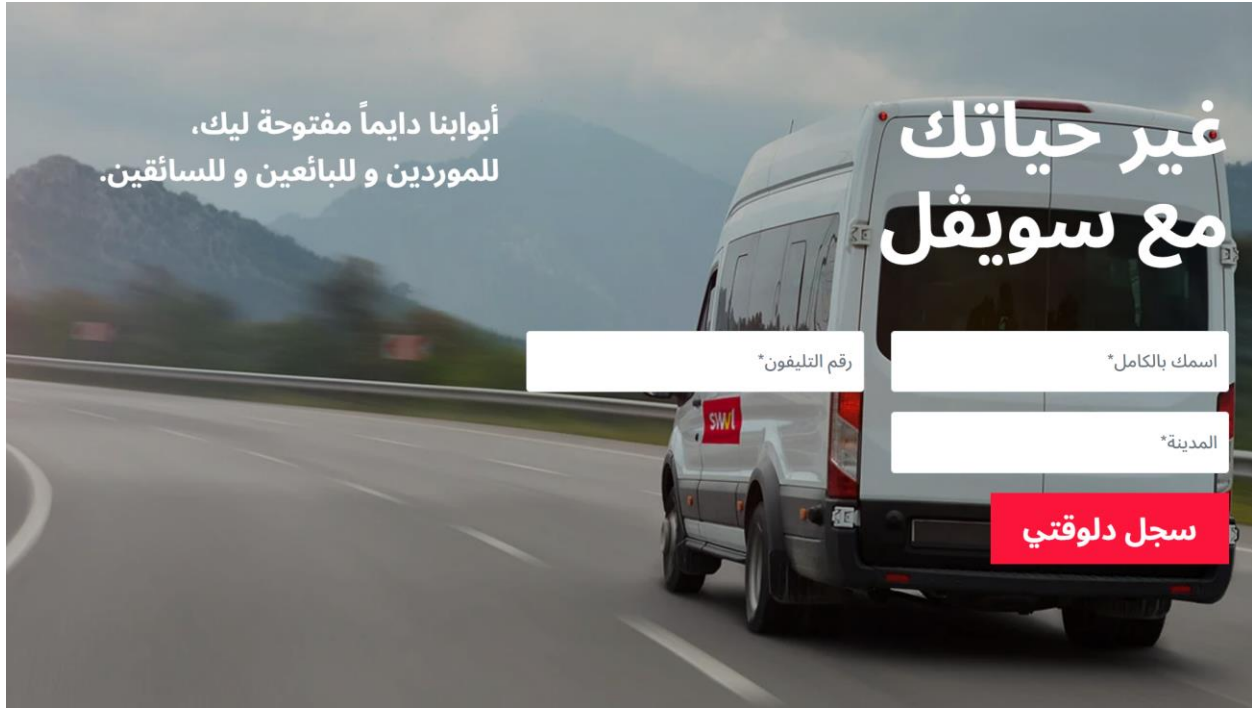 غير حياتك
مع سويڤل
أبوابنا دايماً مفتوحة ليك،
للموردين و للبائعين و للسائقين.
اسمك بالكامل*
رقم التليفون*
المدينة*
سجل دلوقتي
swvl